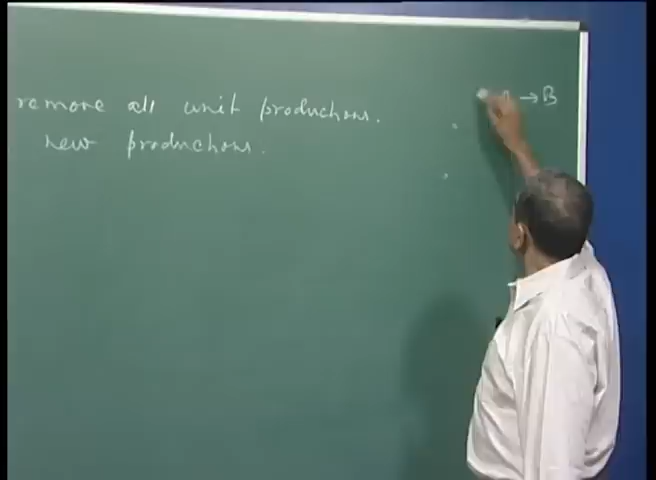 remove all unit productions.
new productions.
→ B